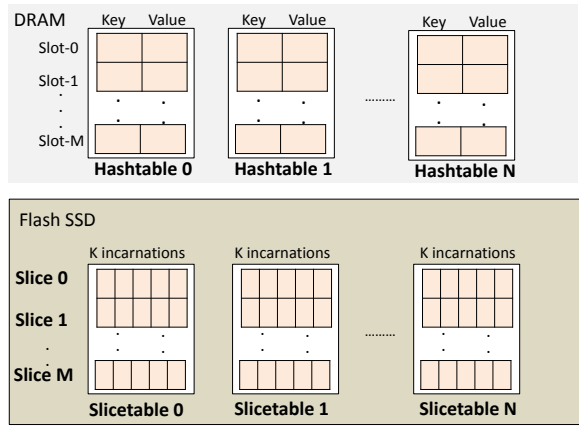 DRAM Key Value Key Value Key Value
Slot-0
Slot-1
.
.
.
Slot-M
. . . . . .
. . . . . .
.........
Hashtable 0 Hashtable 1 Hashtable N
Flash SSD
K incarnations K incarnations K incarnations
Slice 0
Slice 1
.
.
Slice M
. . . . . .
. . . . . .
.........
Slicetable 0 Slicetable 1 Slicetable N